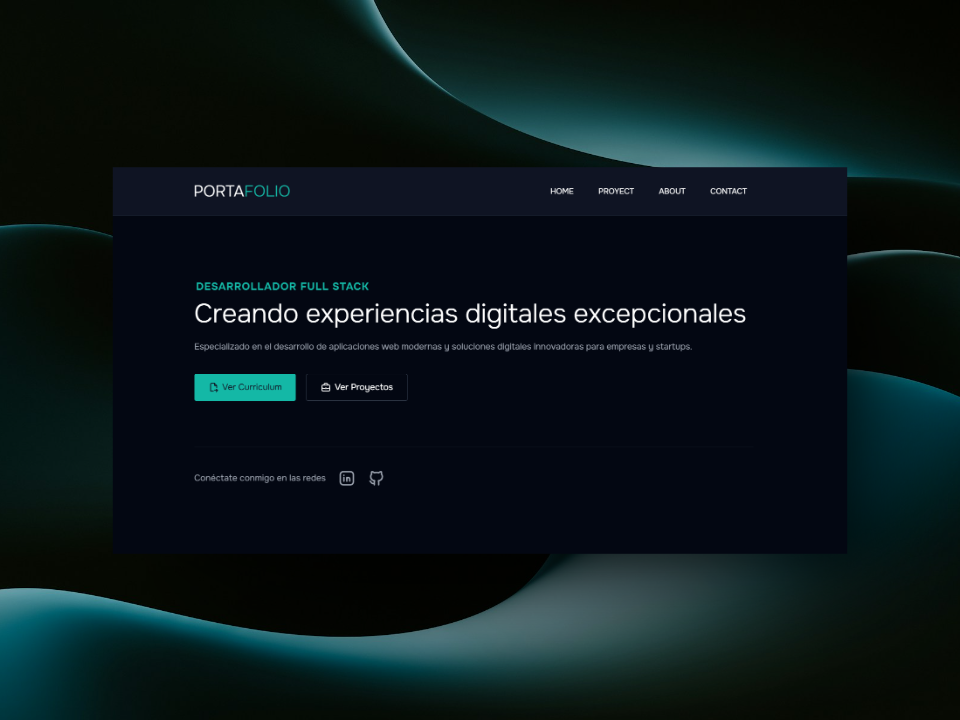 PORTAFOLIO
HOME PROYECT ABOUT CONTACT
DESARROLLADOR FULL STACK
Creando experiencias digitales excepcionales
Especializado en el desarrollo de aplicaciones web modernas y soluciones digitales innovadoras para empresas y startups.
Ver Curriculum Ver Proyectos
Conéctate conmigo en las redes in